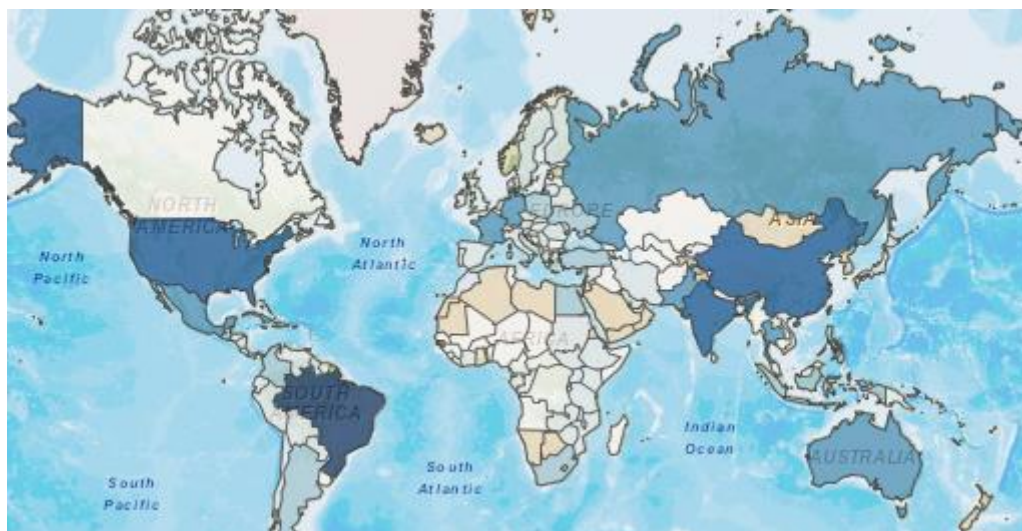 NORTH
AMERICA
EUROPE
ASIA
North
Pacific
North
Atlantic
AFRICA
SOUTH
AMERICA
Indian
Ocean
AUSTRALIA
South
Pacific
South
Atlantic